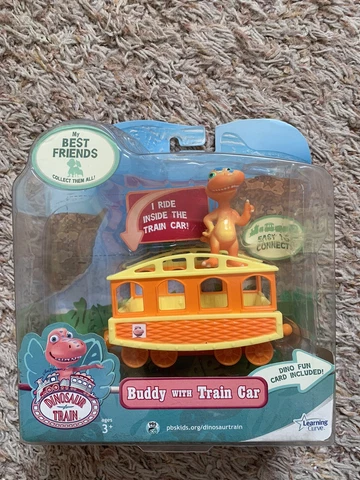 My
BEST
FRIENDS
COLLECT THEM ALL!
I RIDE
INSIDE THE
TRAIN CAR!
EASY TO
CONNECT!
DINO FUN
CARD INCLUDED!
Buddy WITH Train Car
DINOSAUR
TRAIN
ages
3+
pbskids.org/dinosaurtrain
Learning
Curve